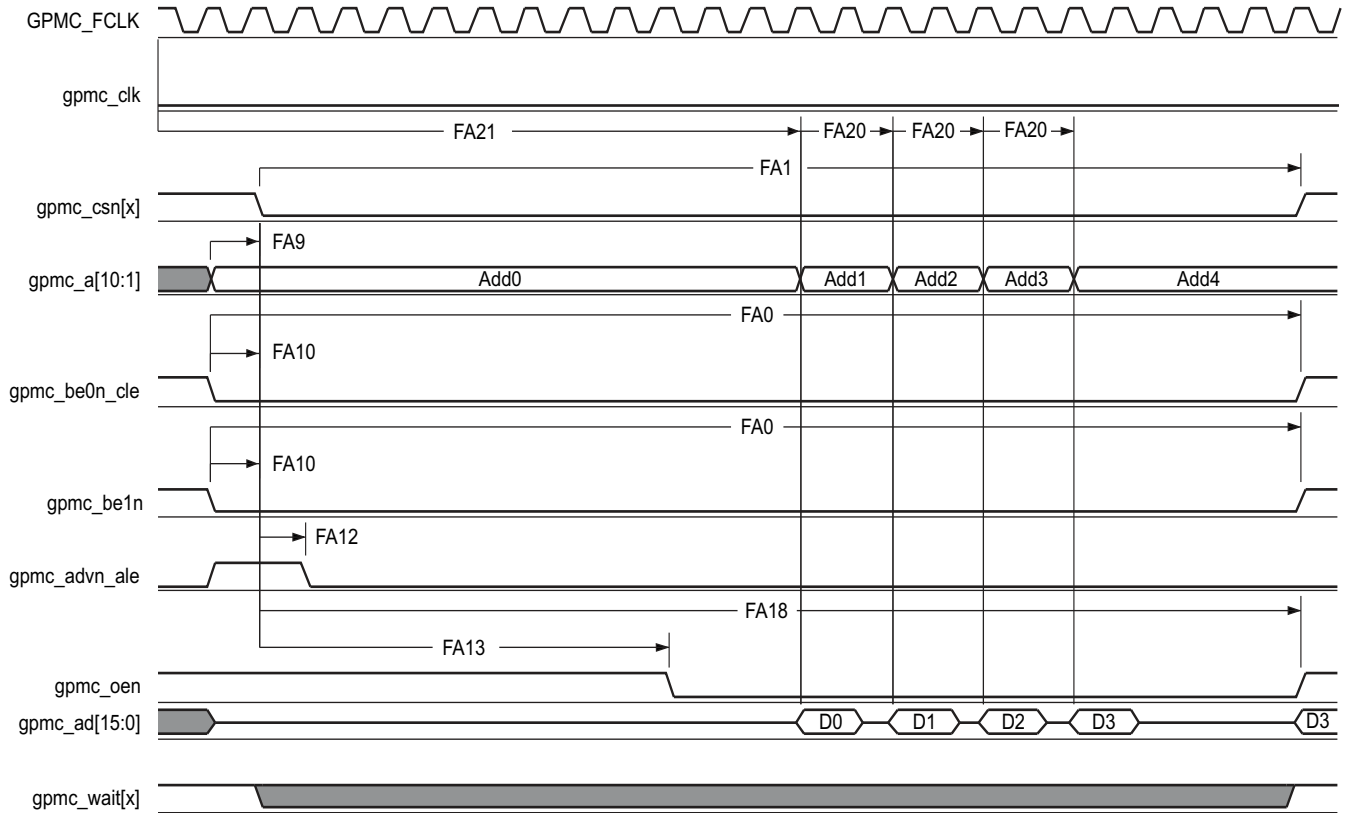 GPMC_FCLK
gpmc_clk
FA21 FA20 FA20 FA20
FA1
gpmc_csn[x]
FA9
gpmc_a[10:1] Add0 Add1 Add2 Add3 Add4
FA0
FA10
gpmc_be0n_cle
FA0
FA10
gpmc_be1n
FA12
gpmc_advn_ale
FA18
FA13
gpmc_oen
gpmc_ad[15:0] D0 D1 D2 D3 D3
gpmc_wait[x]